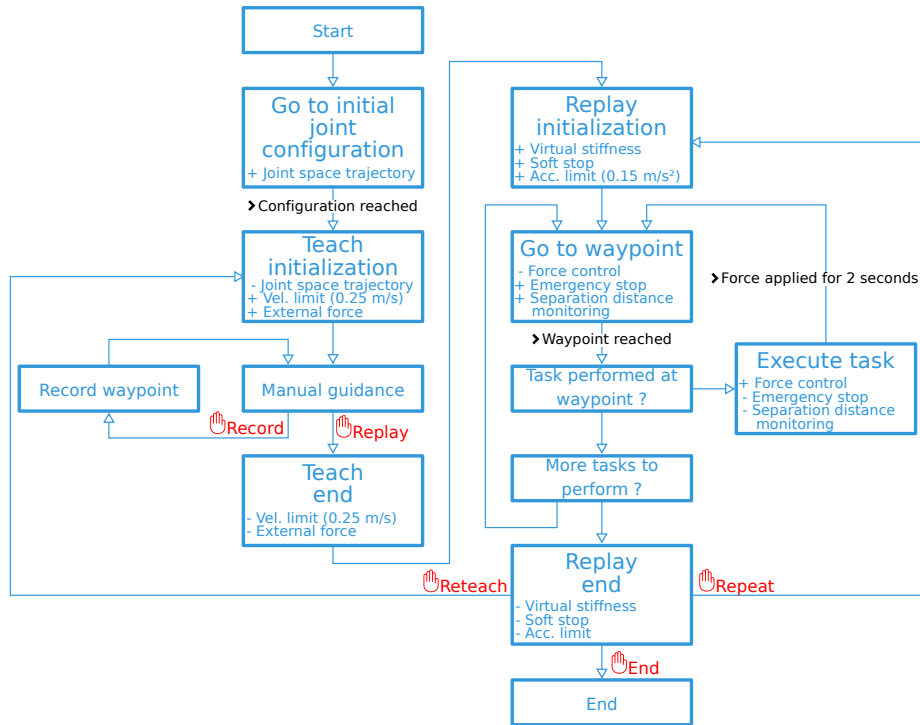 Start
Go to initial
joint
configuration
+ Joint space trajectory
Configuration reached
Teach
initialization
- Joint space trajectory
+ Vel. limit (0.25 m/s)
+ External force
Record waypoint
Manual guidance
Record
Replay
Teach
end
- Vel. limit (0.25 m/s)
- External force
Replay
initialization
+ Virtual stiffness
+ Soft stop
+ Acc. limit (0.15 m/s²)
Go to waypoint
- Force control
+ Emergency stop
+ Separation distance
monitoring
Force applied for 2 seconds
Waypoint reached
Task performed at
waypoint ?
Execute task
+ Force control
- Emergency stop
- Separation distance
monitoring
More tasks to
perform ?
Replay
end
- Virtual stiffness
- Soft stop
- Acc. limit
Reteach
Repeat
End
End